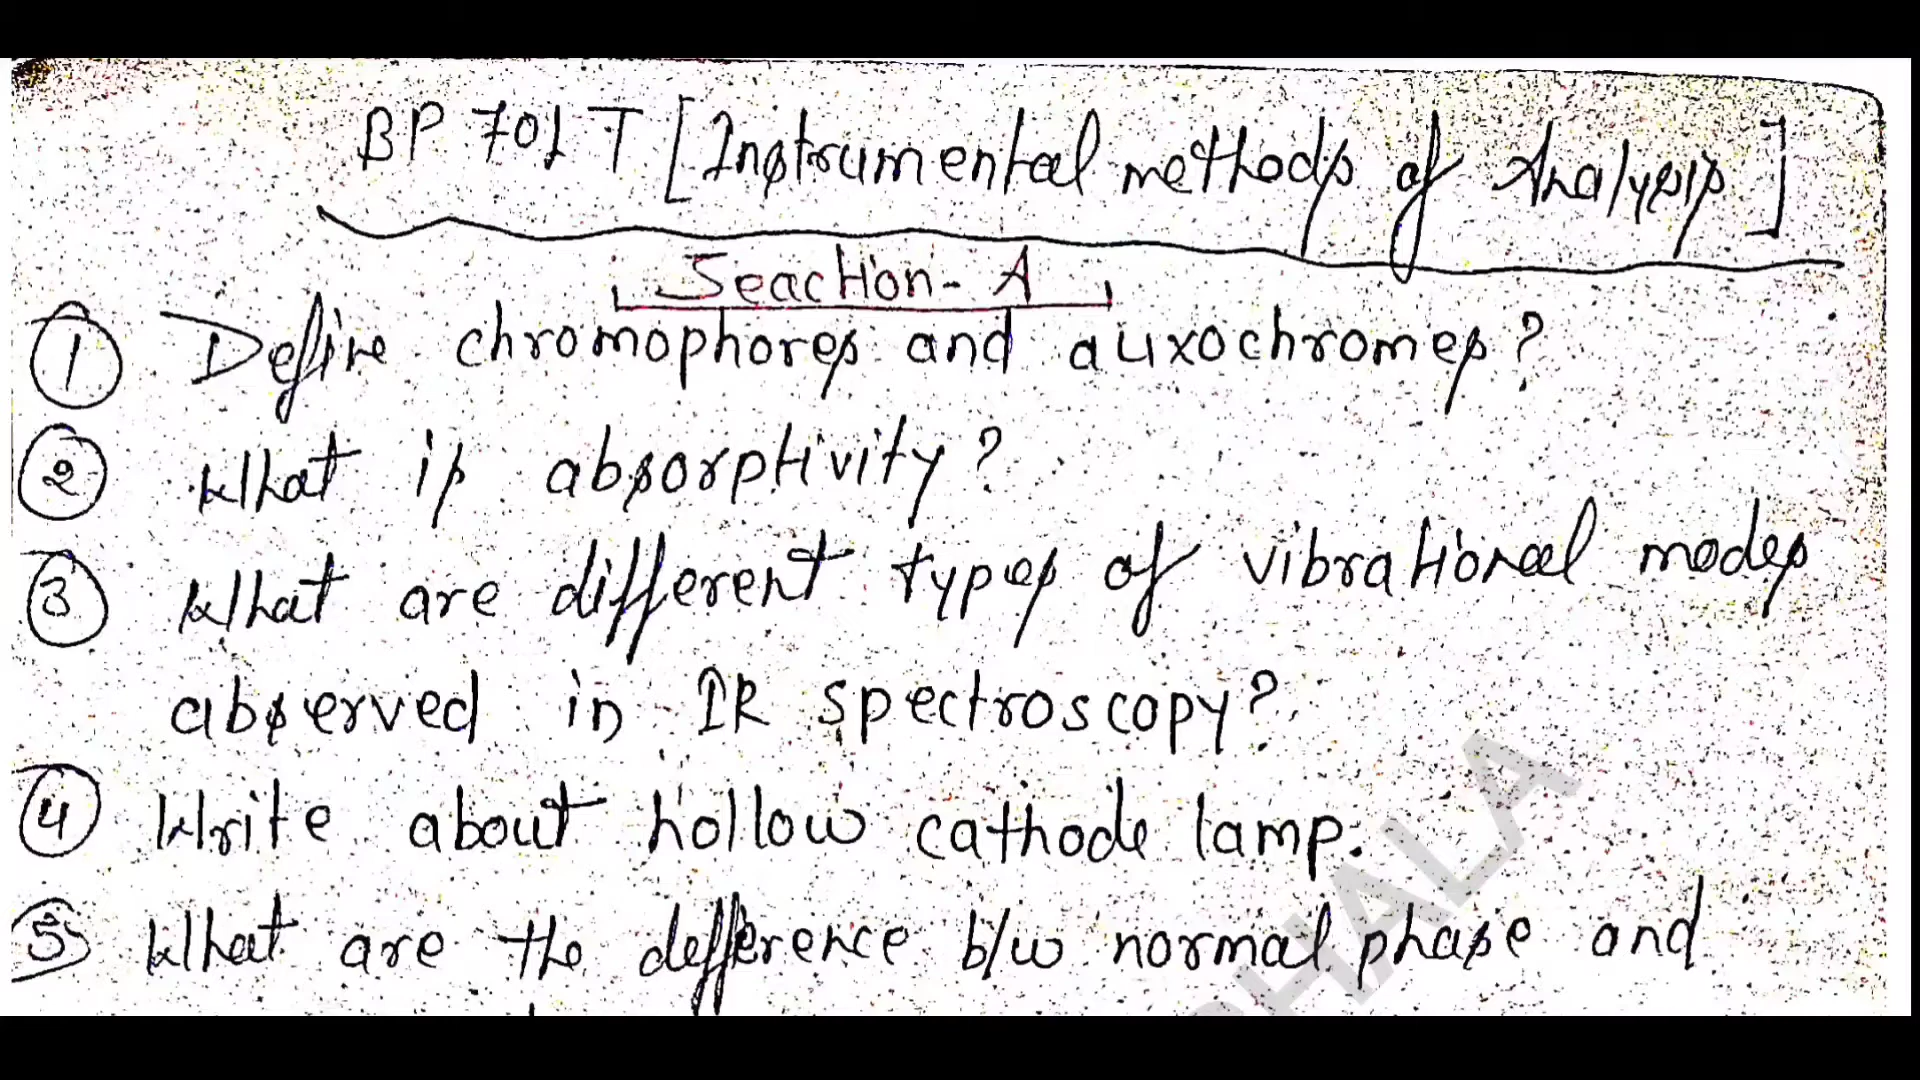 BP 701 T [Instrumental methods of Analysis]
Seaction - A
1 Define chromophores and auxochromes?
2 What is absorptivity?
3 What are different types of vibrational modes
observed in IR spectroscopy?
4 Write about hollow cathode lamp.
5 What are the defference b/w normal phase and
HALA